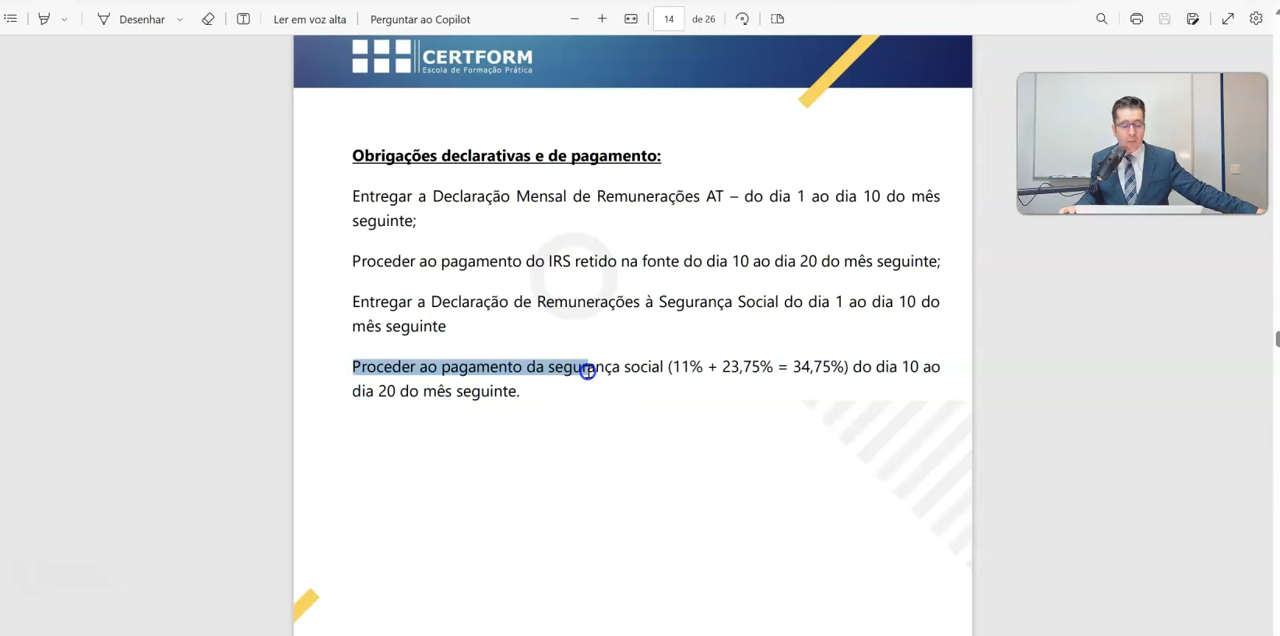 Desenhar
Ler em voz alta
Perguntar ao Copilot
14 de 26
CERTFORM
Escola de Formação Prática
Obrigações declarativas e de pagamento:
Entregar a Declaração Mensal de Remunerações AT – do dia 1 ao dia 10 do mês
seguinte;
Proceder ao pagamento do IRS retido na fonte do dia 10 ao dia 20 do mês seguinte;
Entregar a Declaração de Remunerações à Segurança Social do dia 1 ao dia 10 do
mês seguinte
Proceder ao pagamento da segurança social (11% + 23,75% = 34,75%) do dia 10 ao
dia 20 do mês seguinte.